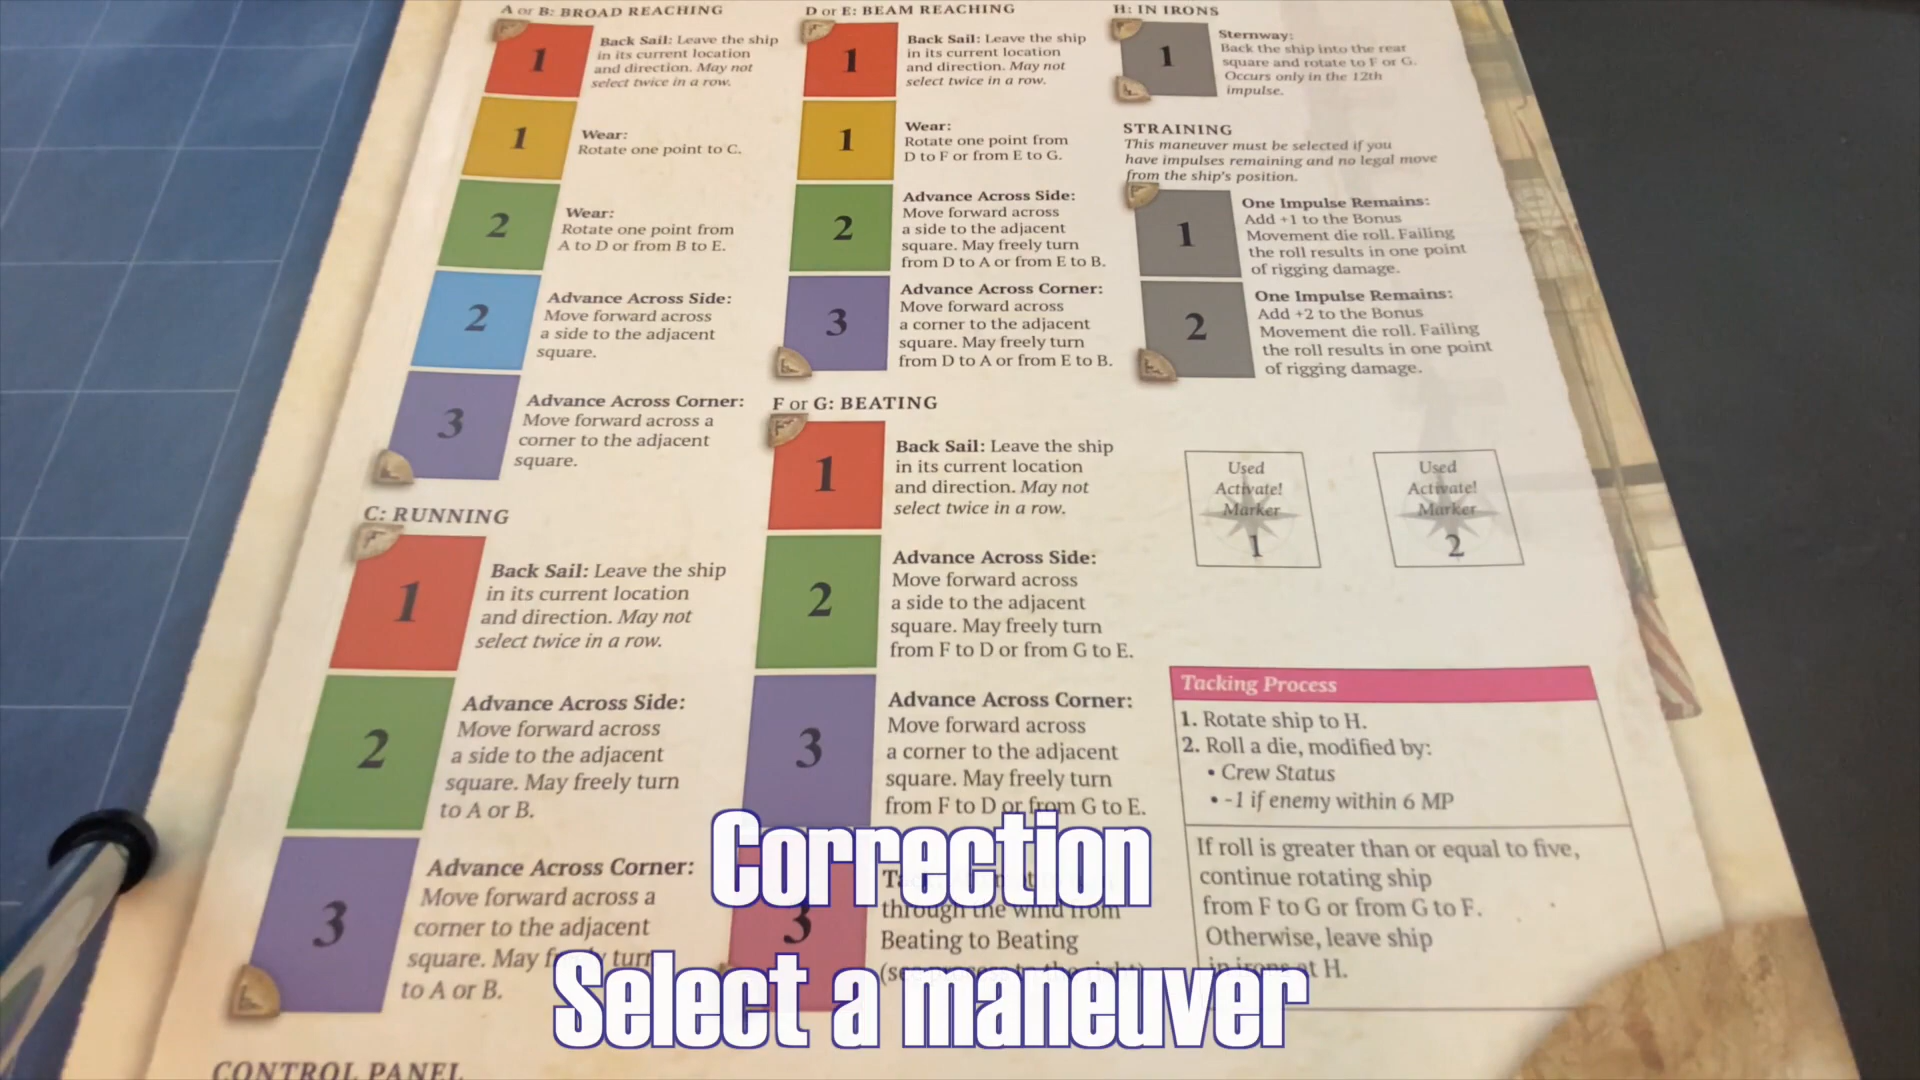 A or B: BROAD REACHING
1
Back Sail: Leave the ship
in its current location
and direction. May not
select twice in a row.
1
Wear:
Rotate one point to C.
2
Wear:
Rotate one point from
A to D or from B to E.
2
Advance Across Side:
Move forward across
a side to the adjacent
square.
3
Advance Across Corner:
Move forward across a
corner to the adjacent
square.
C: RUNNING
1
Back Sail: Leave the ship
in its current location
and direction. May not
select twice in a row.
2
Advance Across Side:
Move forward across
a side to the adjacent
square. May freely turn
to A or B.
3
Advance Across Corner:
Move forward across a
corner to the adjacent
square. May turn
to A or B.
CONTROL PANEL
D or E: BEAM REACHING
1
Back Sail: Leave the ship
in its current location
and direction. May not
select twice in a row.
1
Wear:
Rotate one point from
D to F or from E to G.
2
Advance Across Side:
Move forward across
a side to the adjacent
square. May freely turn
from D to A or from E to B.
3
Advance Across Corner:
Move forward across
a corner to the adjacent
square. May freely turn
from D to A or from E to B.
F or G: BEATING
1
Back Sail: Leave the ship
in its current location
and direction. May not
select twice in a row.
2
Advance Across Side:
Move forward across
a side to the adjacent
square. May freely turn
from F to D or from G to E.
3
Advance Across Corner:
Move forward across
a corner to the adjacent
square. May freely turn
from F to D or from G to E.
3
through the wind from
Beating to Beating
H: IN IRONS
1
Sternway:
Back the ship into the rear
square and rotate to F or G.
Occurs only in the 12th
impulse.
STRAINING
This maneuver must be selected if you
have impulses remaining and no legal move
from the ship's position.
1
One Impulse Remains:
Add +1 to the Bonus
Movement die roll. Failing
the roll results in one point
of rigging damage.
2
One Impulse Remains:
Add +2 to the Bonus
Movement die roll. Failing
the roll results in one point
of rigging damage.
Used
Activate!
Marker
1
Used
Activate!
Marker
2
Tacking Process
1. Rotate ship to H.
2. Roll a die, modified by:
• Crew Status
• -1 if enemy within 6 MP
If roll is greater than or equal to five,
continue rotating ship
from F to G or from G to F.
Otherwise, leave ship
in irons at H.
Correction
Select a maneuver